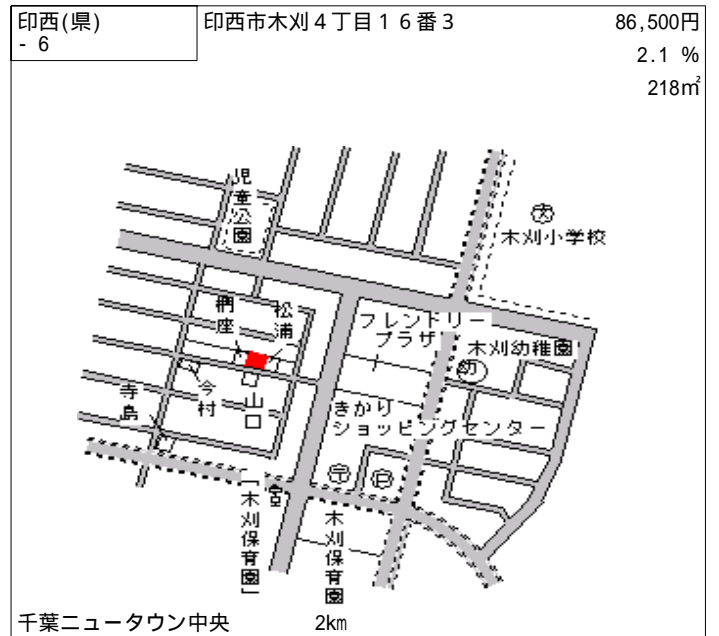 印西(県)
- 6
印西市木刈４丁目１６番３
86,500円
2.1 %
218㎡
児童公園
木刈小学校
椚座
松浦
フレンドリー
プラザ
木刈幼稚園
幼
寺島
今村
山口
きかり
ショッピングセンター
「木刈保育園」
木刈保育園
千葉ニュータウン中央
2km